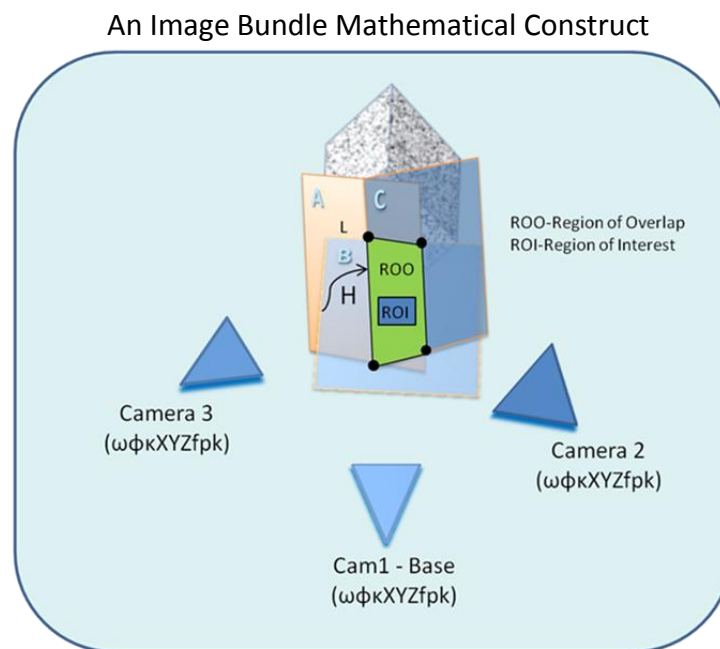 An Image Bundle Mathematical Construct
A
C
L
ROO-Region of Overlap
ROI-Region of Interest
B
ROO
H
ROI
Camera 3
(ωφκXYZfpk)
Camera 2
(ωφκXYZfpk)
Cam1 - Base
(ωφκXYZfpk)